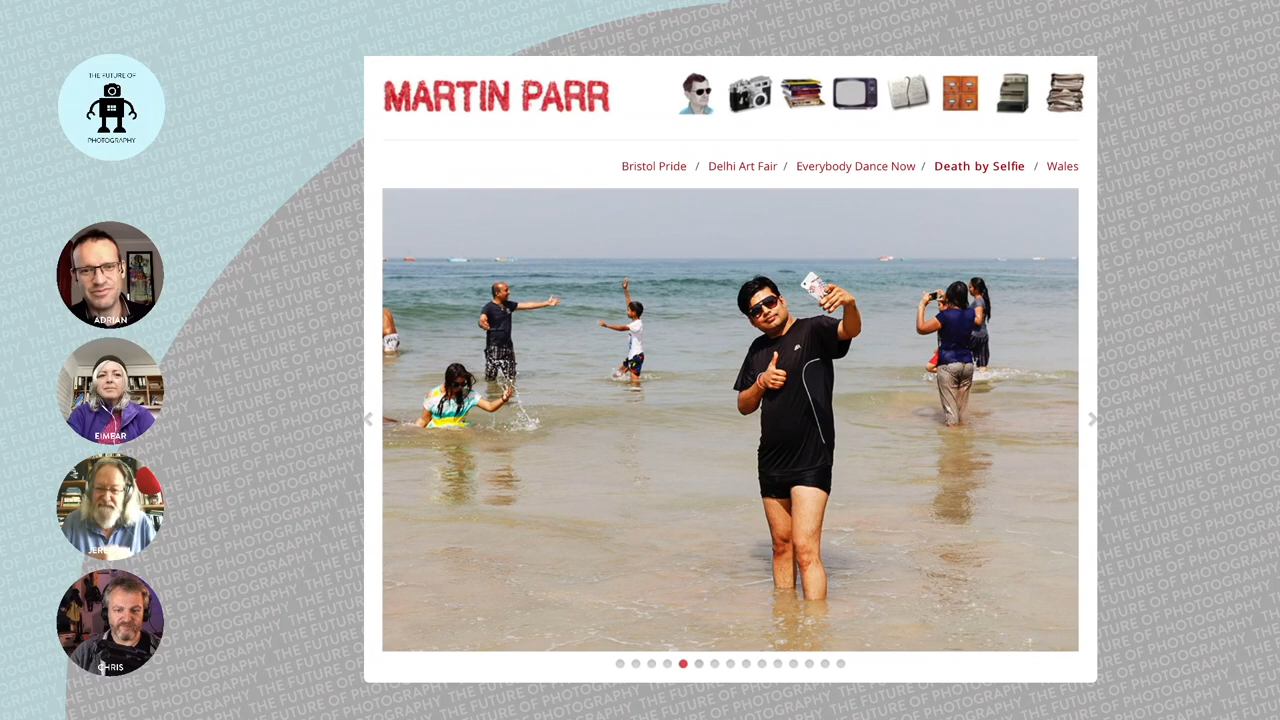 THE FUTURE OF
PHOTOGRAPHY
ADRIAN
EIMEAR
CHRIS
MARTIN PARR
Bristol Pride / Delhi Art Fair / Everybody Dance Now / Death by Selfie / Wales
THE FUTURE OF PHOTOGRAPHY